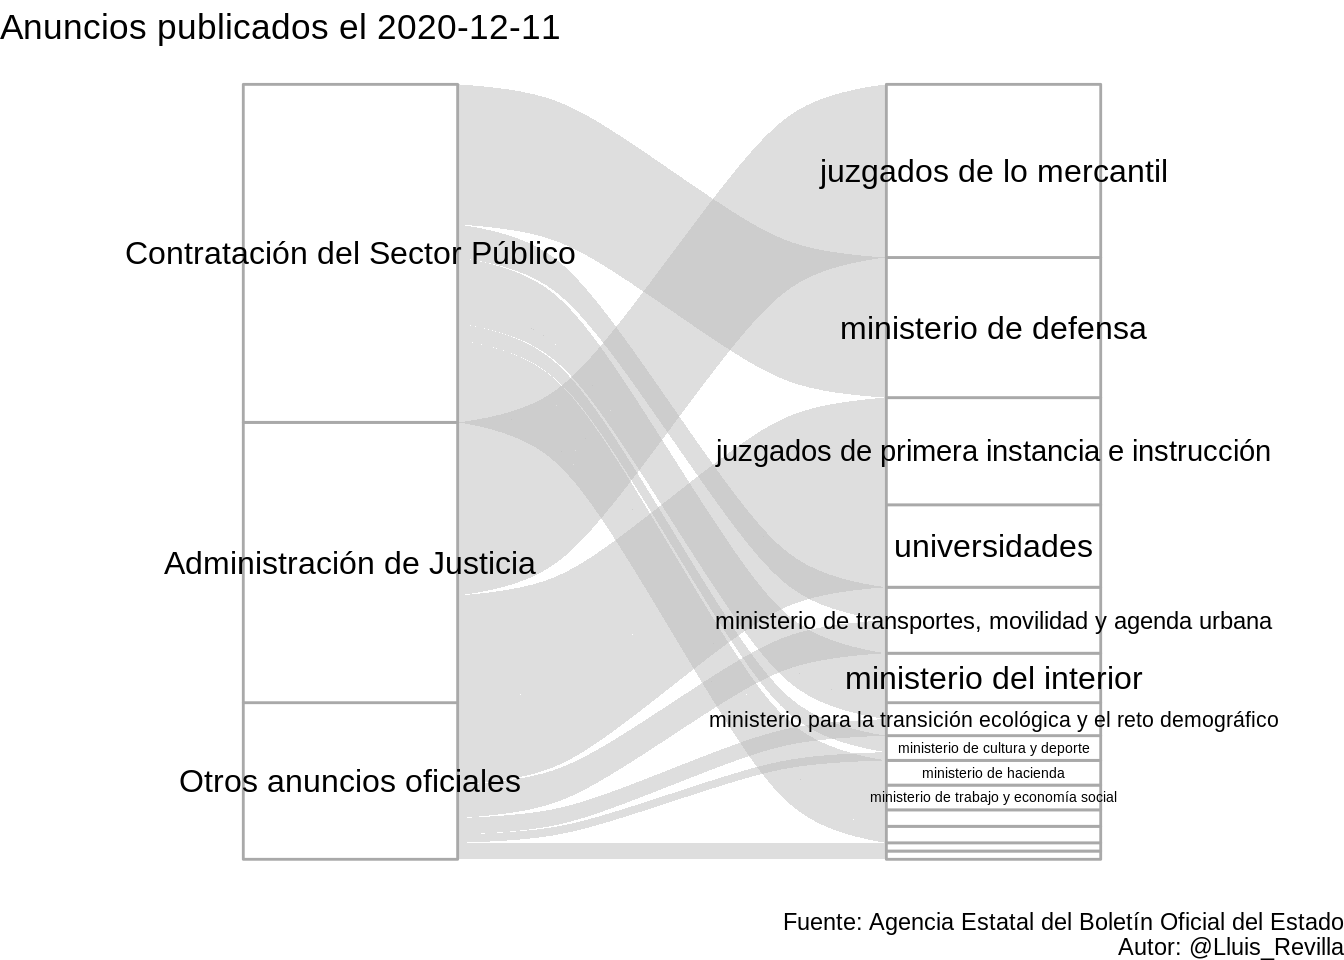 Anuncios publicados el 2020-12-11
Contratación del Sector Público
Administración de Justicia
Otros anuncios oficiales
juzgados de lo mercantil
ministerio de defensa
juzgados de primera instancia e instrucción
universidades
ministerio de transportes, movilidad y agenda urbana
ministerio del interior
ministerio para la transición ecológica y el reto demográfico
ministerio de cultura y deporte
ministerio de hacienda
ministerio de trabajo y economía social
Fuente: Agencia Estatal del Boletín Oficial del Estado
Autor: @Lluis_Revilla